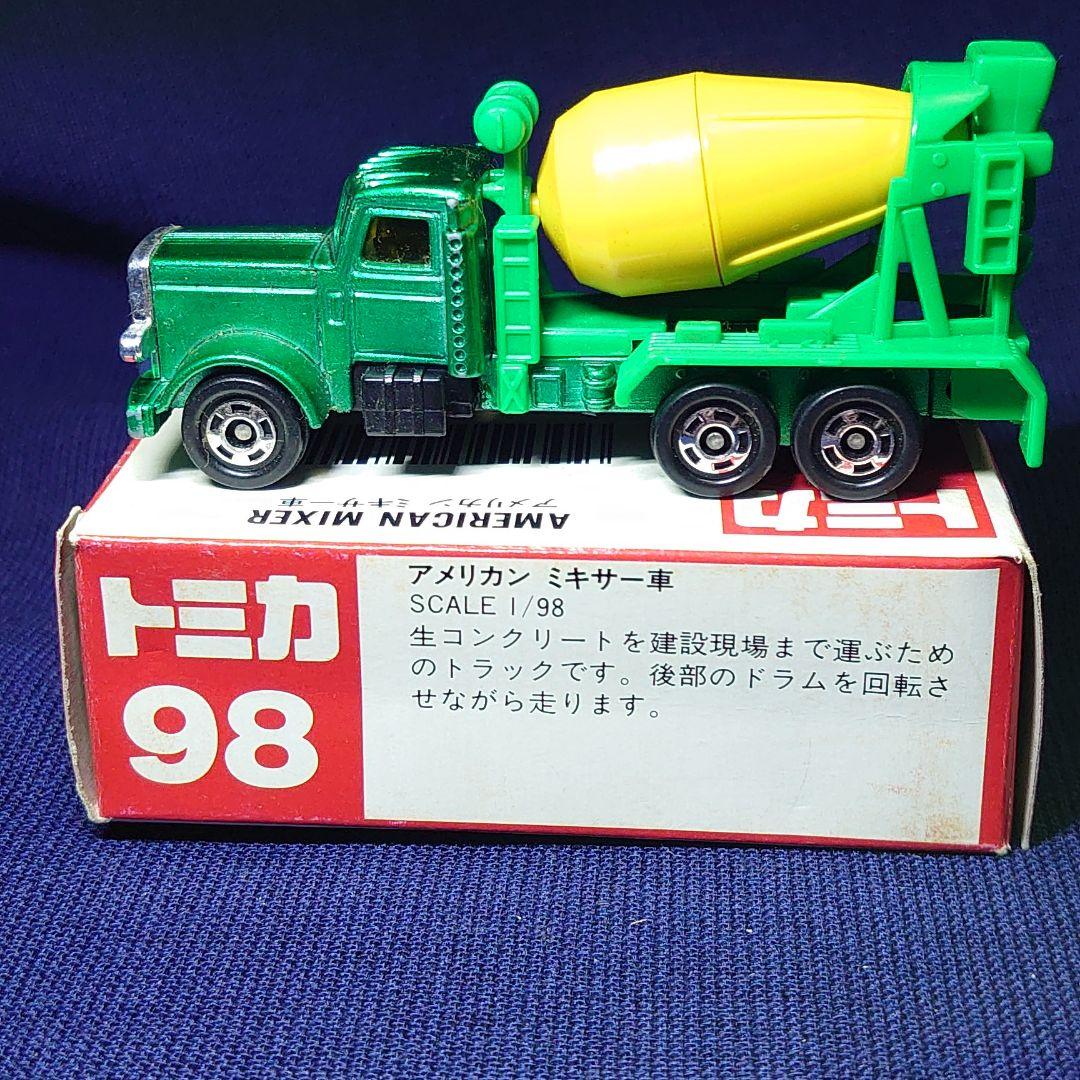 AMERICAN MIXER
アメリカン ミキサー車
トミカ
トミカ
98
アメリカン ミキサー車
SCALE 1/98
生コンクリートを建設現場まで運ぶため
のトラックです。後部のドラムを回転さ
せながら走ります。